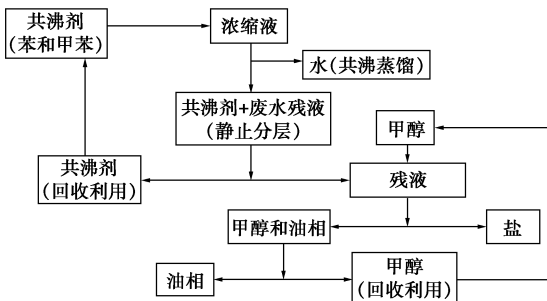 共沸剂
(苯和甲苯)
浓缩液
水(共沸蒸馏)
共沸剂+废水残液
(静止分层)
甲醇
共沸剂
(回收利用)
残液
甲醇和油相
盐
油相
甲醇
(回收利用)